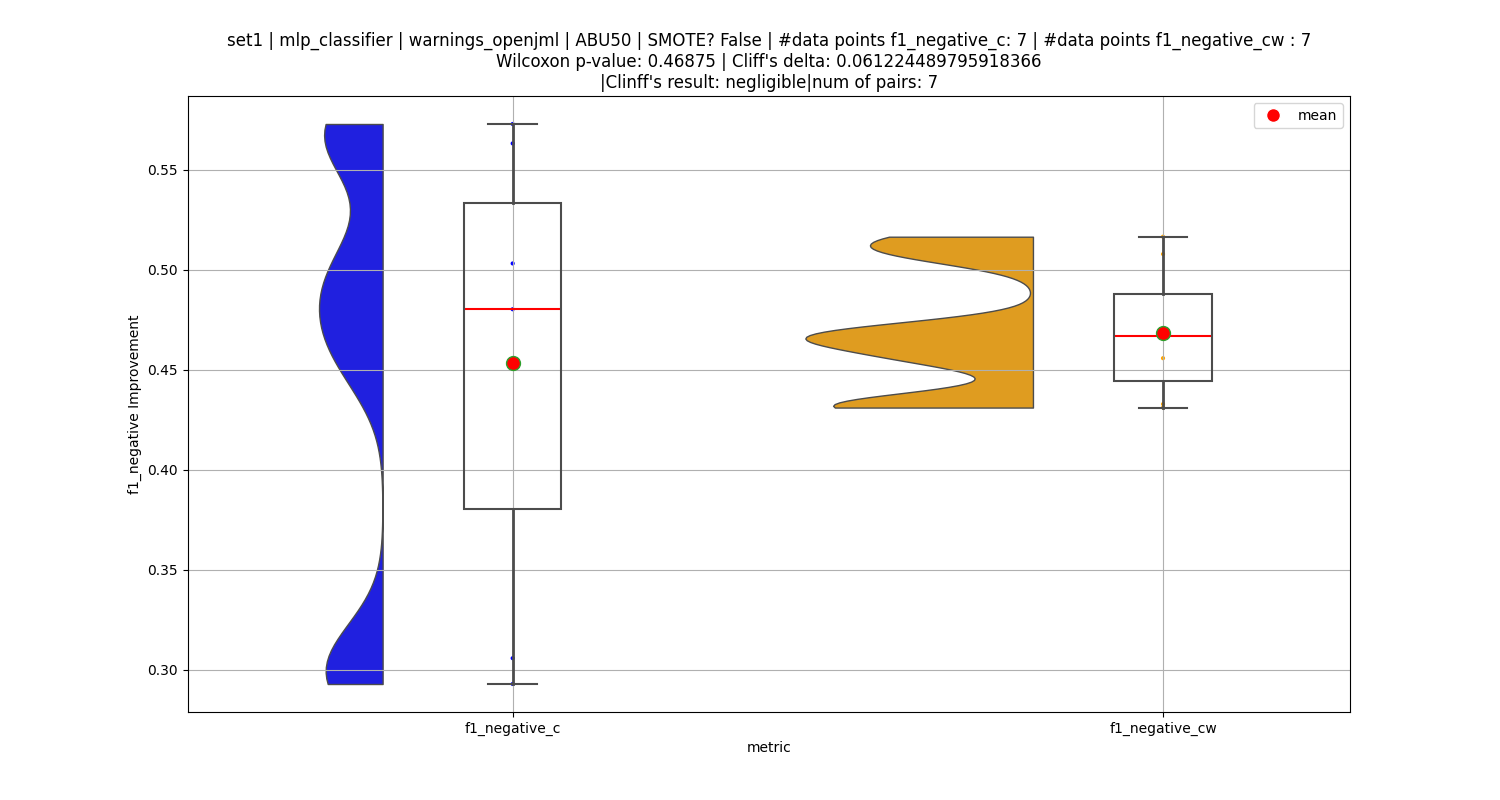 set1 | mlp_classifier | warnings_openjml | ABU50 | SMOTE? False | #data points f1_negative_c: 7 | #data points f1_negative_cw : 7
Wilcoxon p-value: 0.46875 | Cliff's delta: 0.061224489795918366
|Clinff's result: negligible|num of pairs: 7
mean
0.55
0.50
0.45
0.40
0.35
0.30
f1_negative Improvement
f1_negative_c
f1_negative_cw
metric